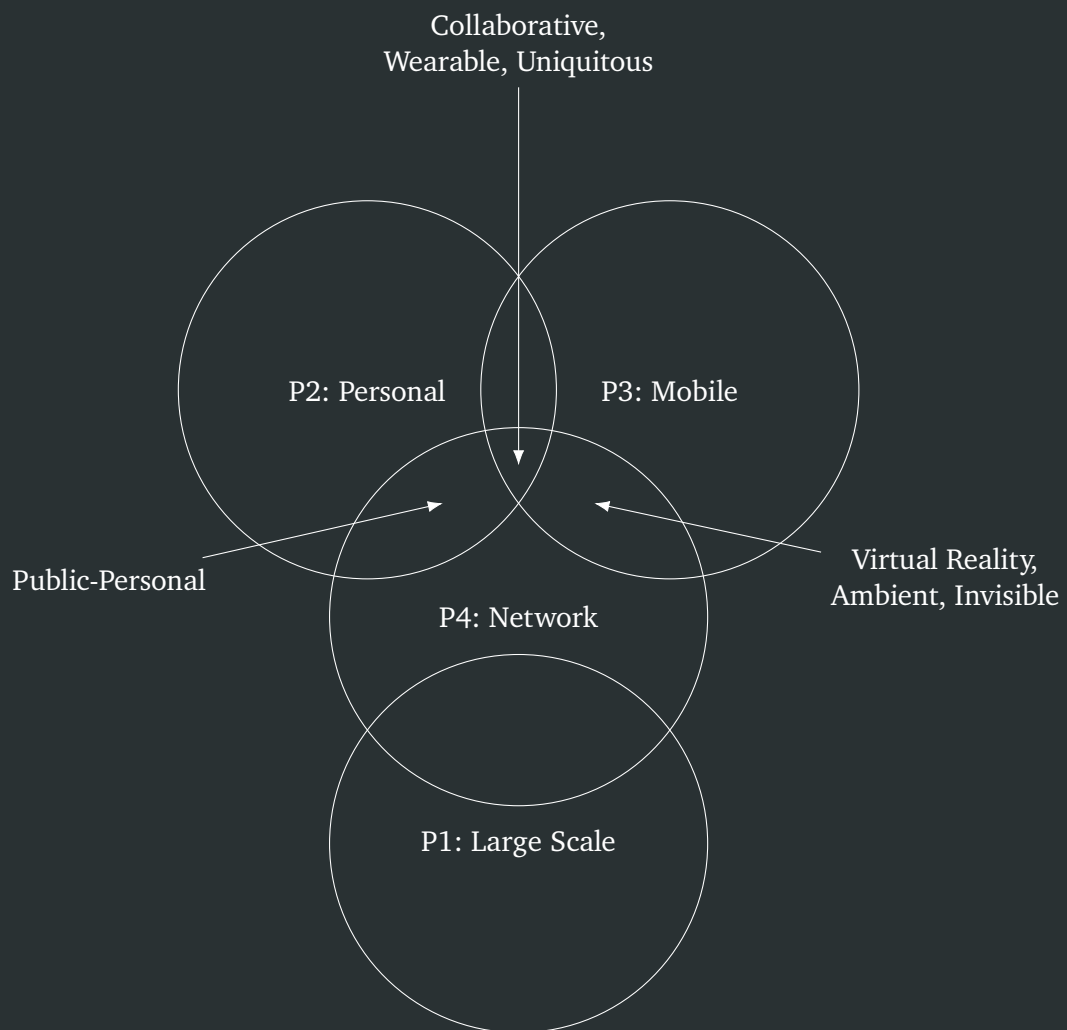 Collaborative,
Wearable, Uniquitous
P2: Personal
P3: Mobile
Public-Personal
Virtual Reality,
Ambient, Invisible
P4: Network
P1: Large Scale